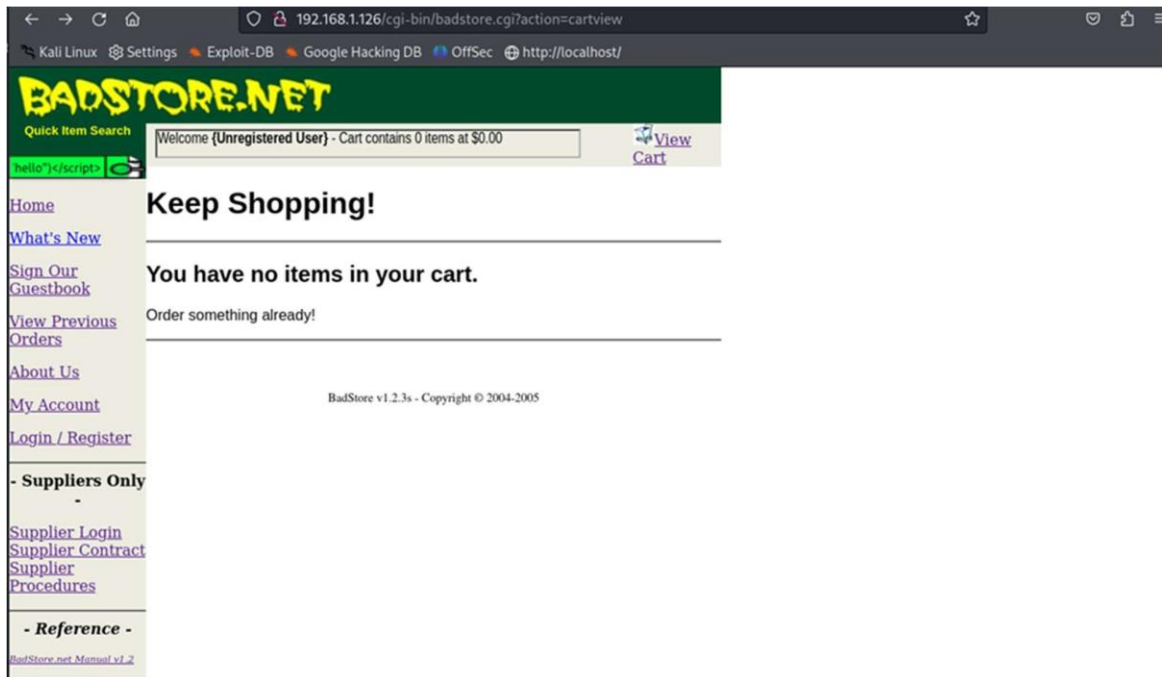 192.168.1.126/cgi-bin/badstore.cgi?action=cartview
Kali Linux Settings Exploit-DB Google Hacking DB OffSec http://localhost/
BADSTORE.NET
Quick Item Search
Welcome {Unregistered User} - Cart contains 0 items at $0.00
View
Cart
'hello")</script>
Home
What's New
Sign Our
Guestbook
View Previous
Orders
About Us
My Account
Login / Register
- Suppliers Only
-
Supplier Login
Supplier Contract
Supplier
Procedures
- Reference -
BadStore.net Manual v1.2
Keep Shopping!
You have no items in your cart.
Order something already!
BadStore v1.2.3s - Copyright © 2004-2005